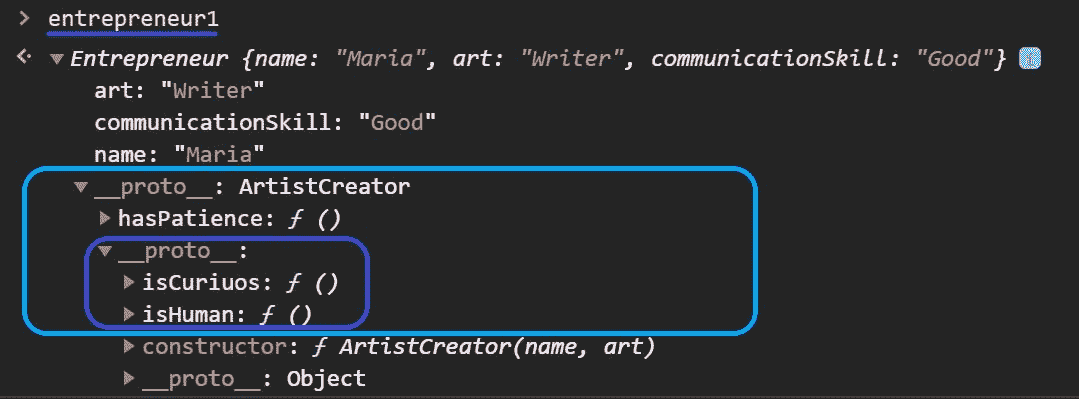 > entrepreneur1
Entrepreneur {name: "Maria", art: "Writer", communicationSkill: "Good"} i
art: "Writer"
communicationSkill: "Good"
name: "Maria"
__proto__: ArtistCreator
hasPatience: ƒ ()
__proto__:
isCuriuos: ƒ ()
isHuman: ƒ ()
constructor: ƒ ArtistCreator(name, art)
__proto__: Object